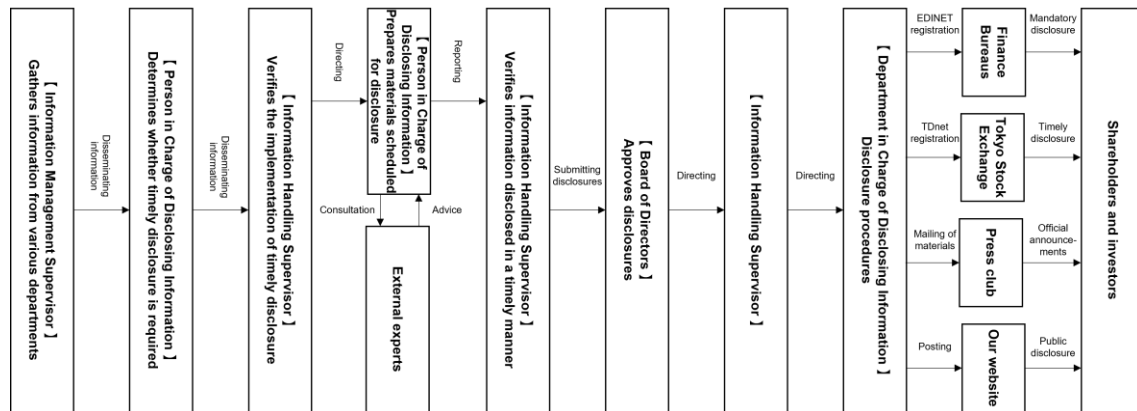 【 Information Management Supervisor 】
Gathers information from various departments
Disseminating
information
【 Person in Charge of Disclosing Information 】
Determines whether timely disclosure is required
Disseminating
information
【 Information Handling Supervisor 】
Verifies the implementation of timely disclosure
Directing
【 Person in Charge of
Disclosing Information 】
Prepares materials scheduled
for disclosure
Consultation
Advice
External experts
Reporting
【 Information Handling Supervisor 】
Verifies information disclosed in a timely manner
Submitting
disclosures
【 Board of Directors 】
Approves disclosures
Directing
【 Information Handling Supervisor 】
Directing
【 Department in Charge of Disclosing Information 】
Disclosure procedures
EDINET
registration
Finance
Bureaus
Mandatory
disclosure
TDnet
registration
Tokyo Stock
Exchange
Timely
disclosure
Mailing of
materials
Press club
Official
announce-
ments
Posting
Our website
Public
disclosure
Shareholders and investors